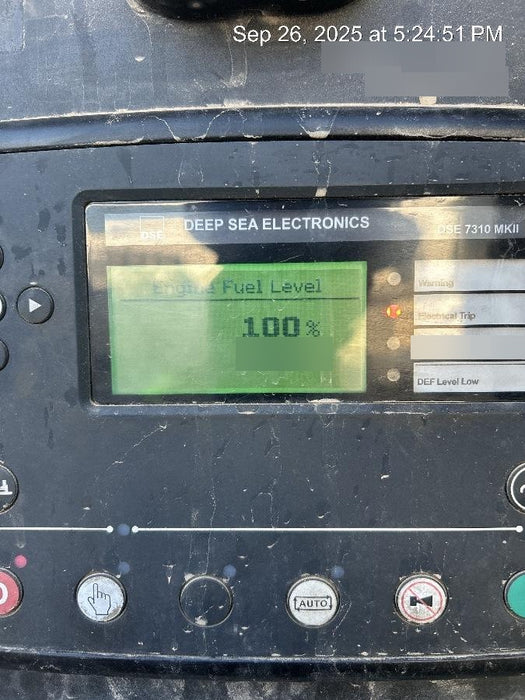 Sep 26, 2025 at 5:24:51 PM
DSE
DEEP SEA ELECTRONICS
DSE 7310 MKII
Engine Fuel Level
100%
Warning
Electrical Trip
DEF Level Low
AUTO